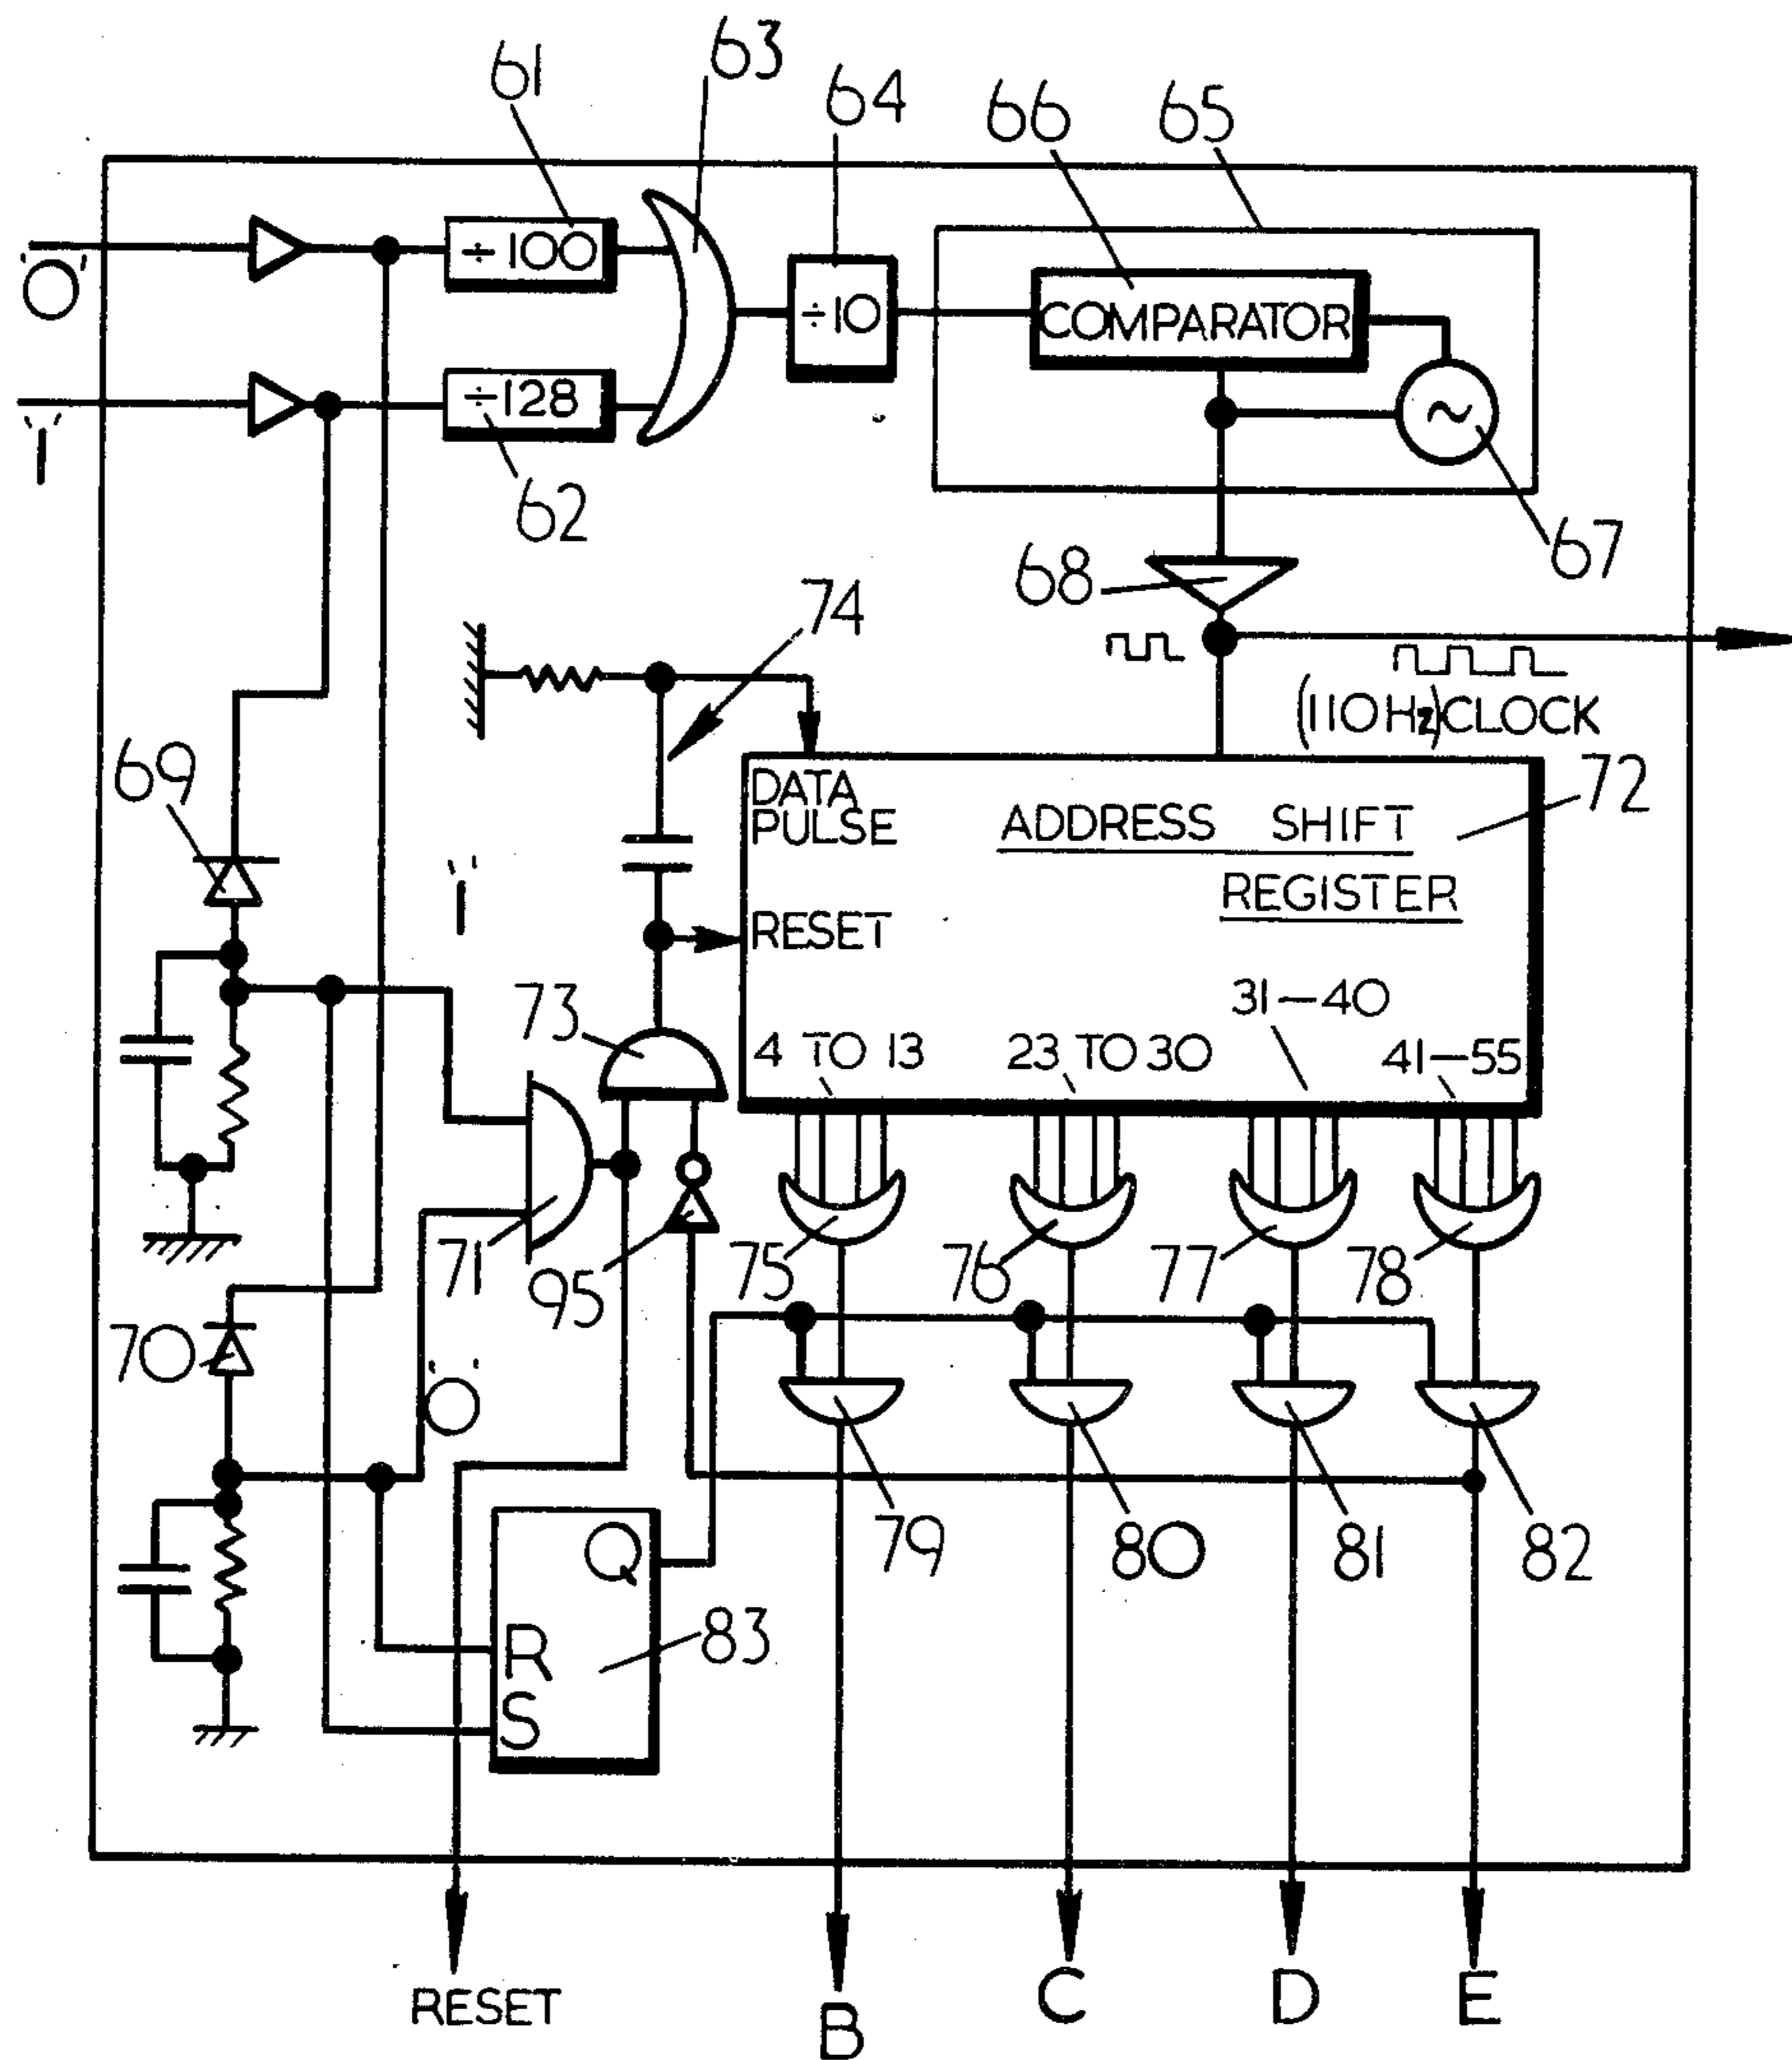 61
63
64
66
65
'O'
÷100
÷10
COMPARATOR
~
'1'
÷128
62
67
68
74
(110Hz)CLOCK
69
DATA
PULSE
ADDRESS SHIFT
REGISTER
72
'1'
RESET
73
4 TO 13
23 TO 30
31-40
41-55
71
95
75
76
77
78
70
'O'
79
80
81
82
Q
R
S
83
RESET
B
C
D
E